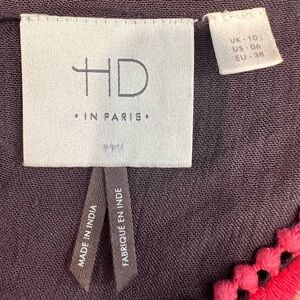 HD
• IN PARIS •
UK - 10
US - 06
EU - 38
MADE IN INDIA
FABRIQUÉ EN INDE